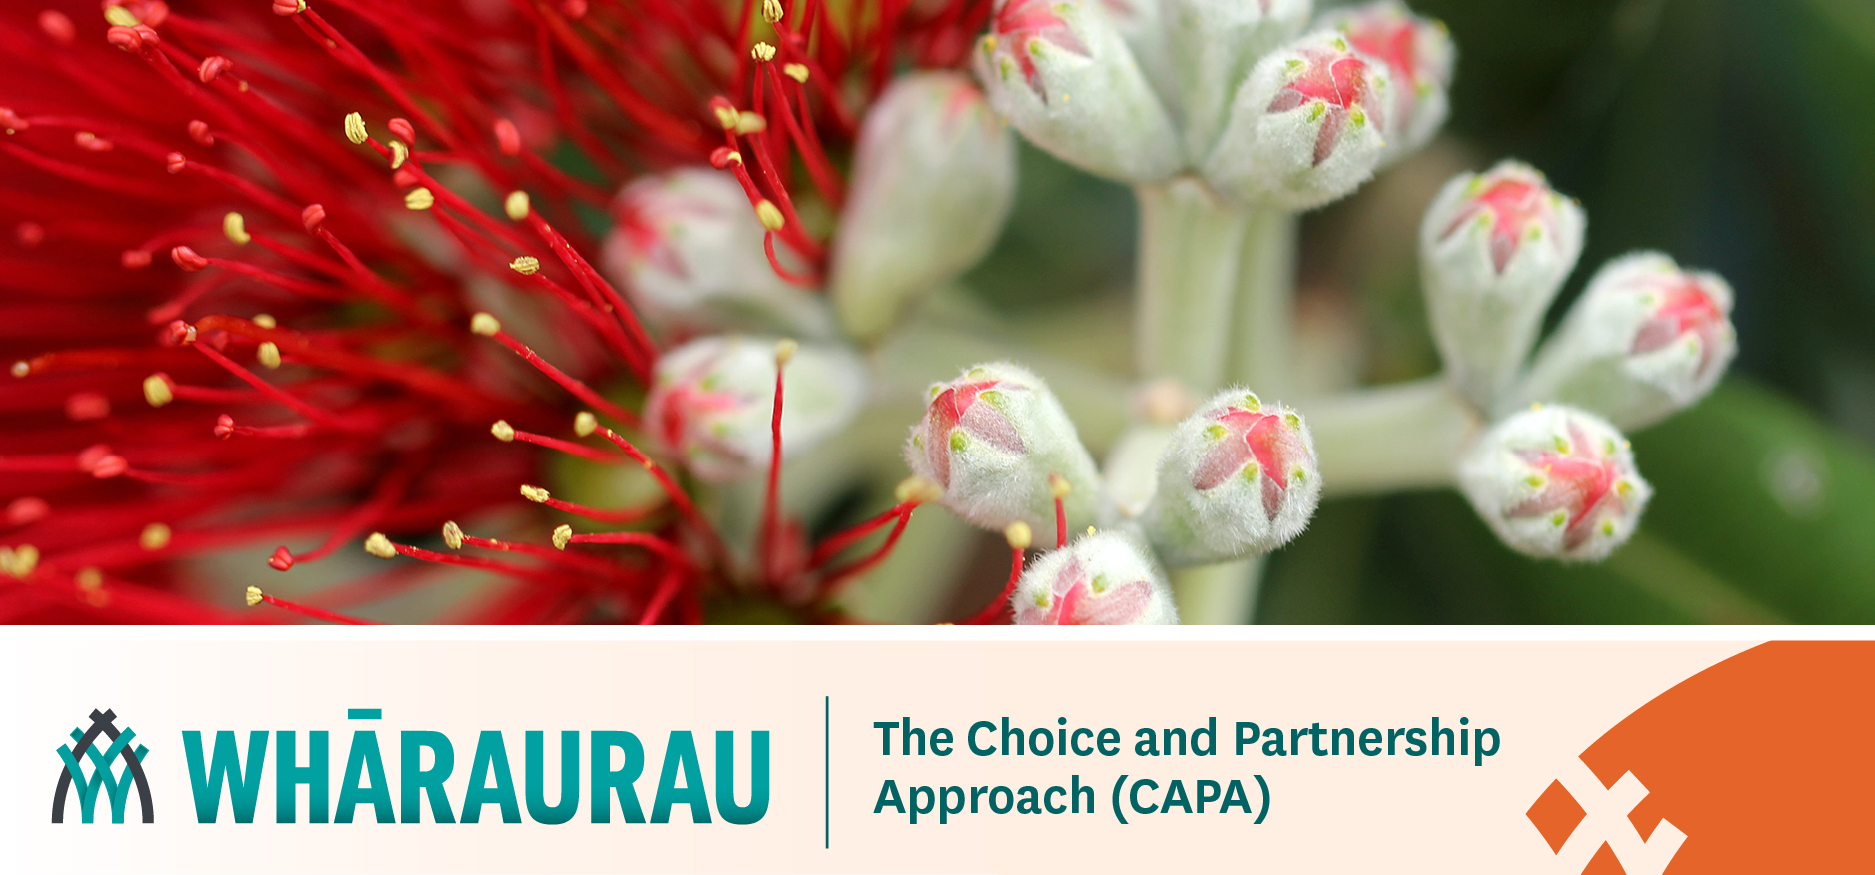 WHĀRAURAU
The Choice and Partnership
Approach (CAPA)